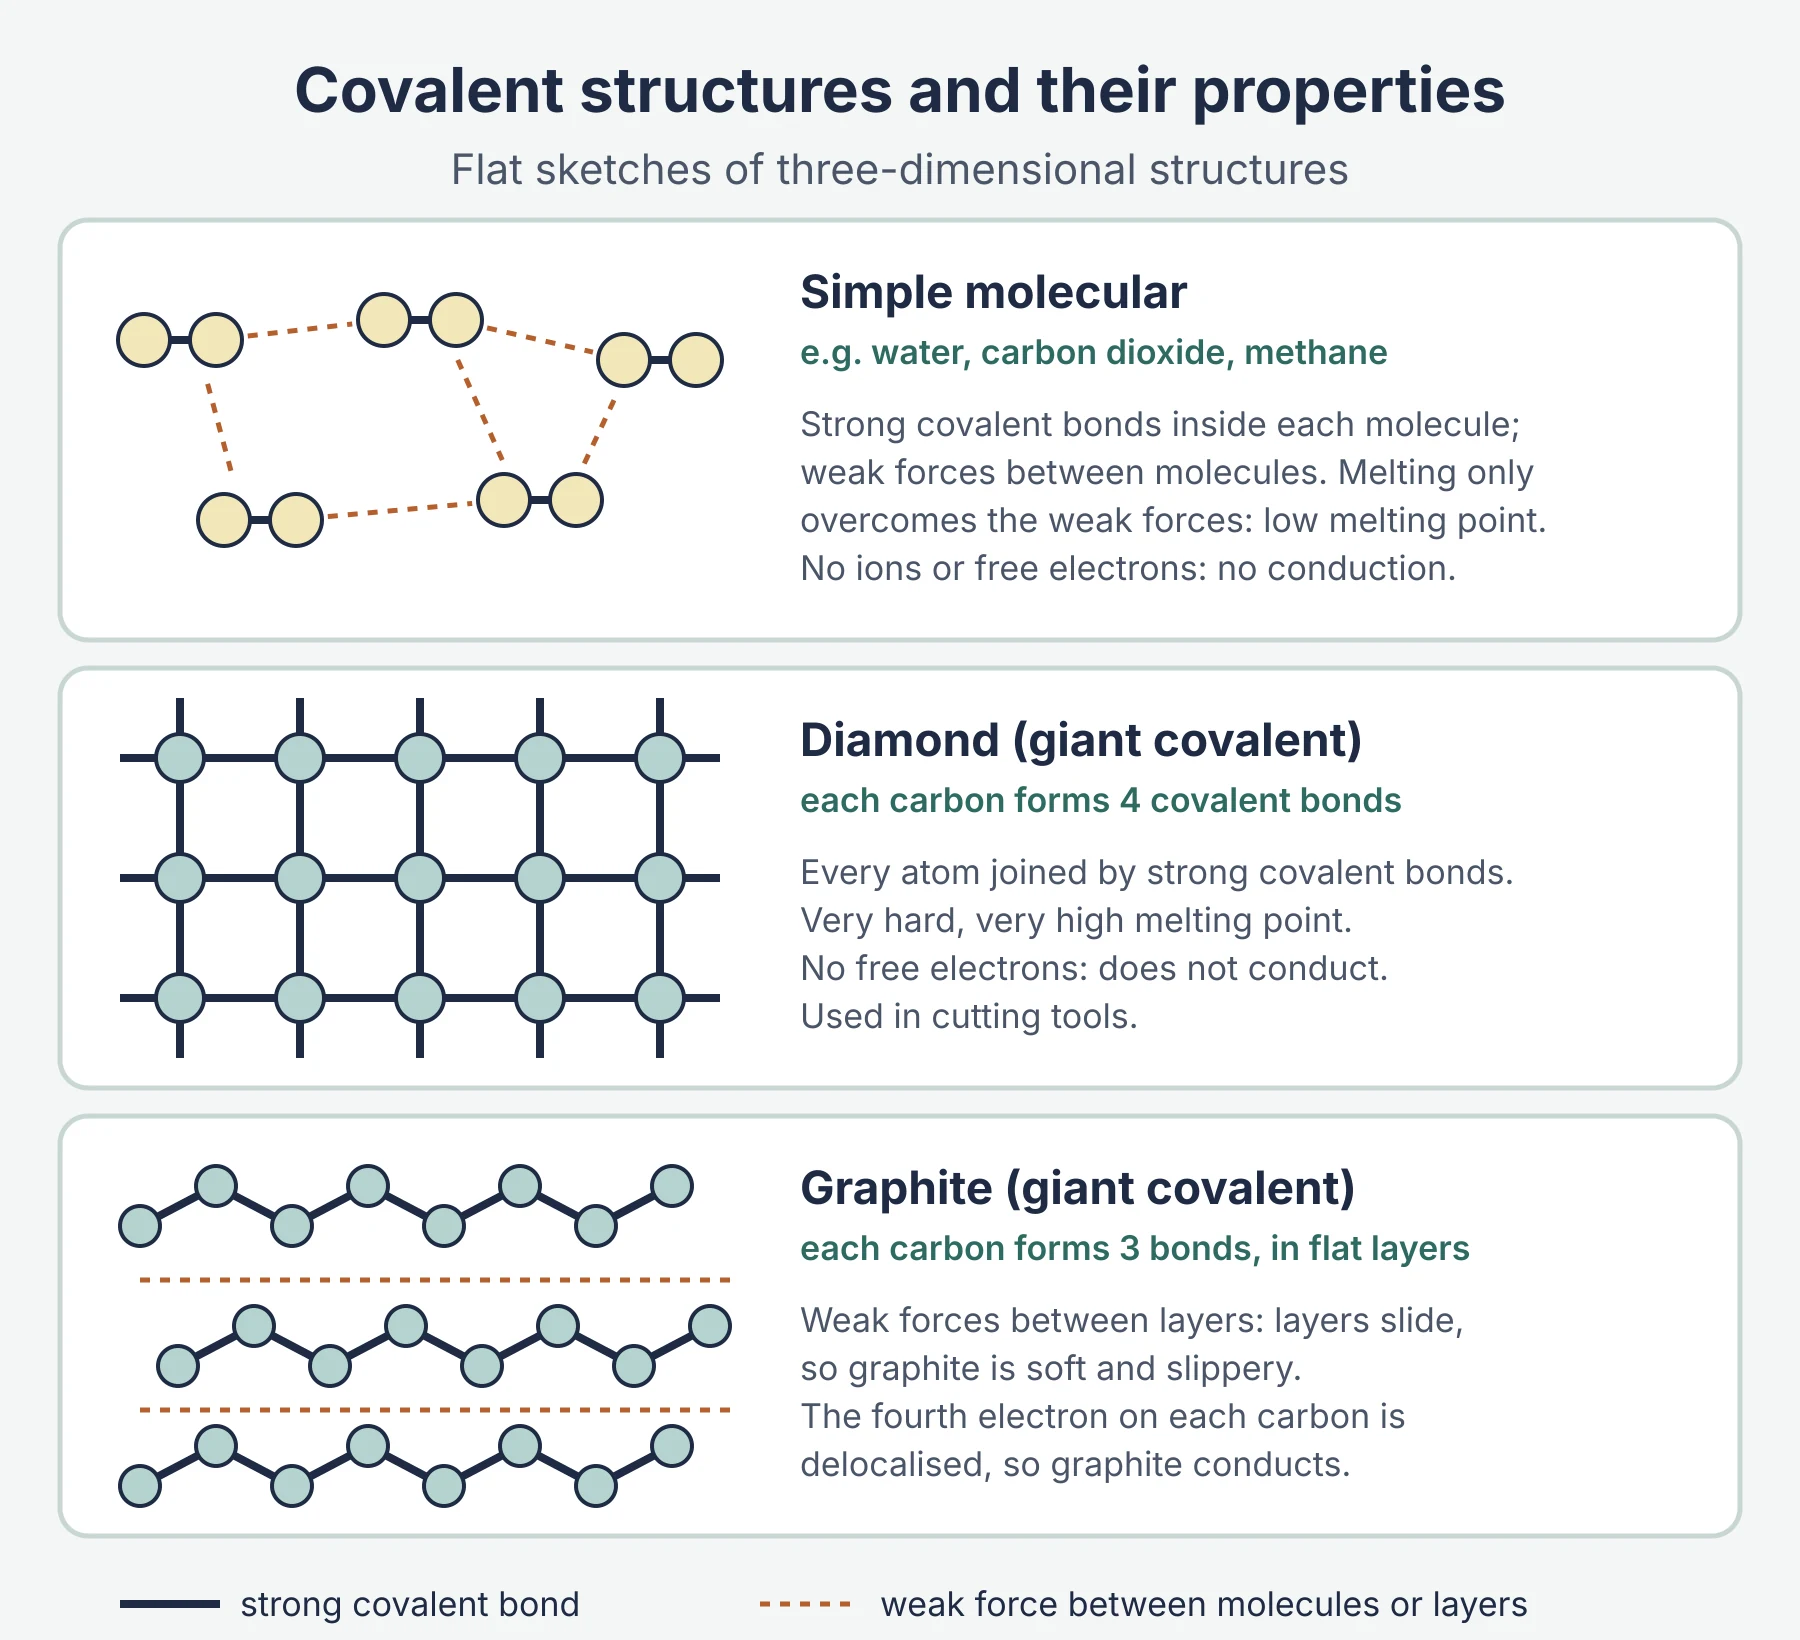 Covalent structures and their properties
Flat sketches of three-dimensional structures
Simple molecular
e.g. water, carbon dioxide, methane
Strong covalent bonds inside each molecule;
weak forces between molecules. Melting only
overcomes the weak forces: low melting point.
No ions or free electrons: no conduction.
Diamond (giant covalent)
each carbon forms 4 covalent bonds
Every atom joined by strong covalent bonds.
Very hard, very high melting point.
No free electrons: does not conduct.
Used in cutting tools.
Graphite (giant covalent)
each carbon forms 3 bonds, in flat layers
Weak forces between layers: layers slide,
so graphite is soft and slippery.
The fourth electron on each carbon is
delocalised, so graphite conducts.
strong covalent bond
weak force between molecules or layers